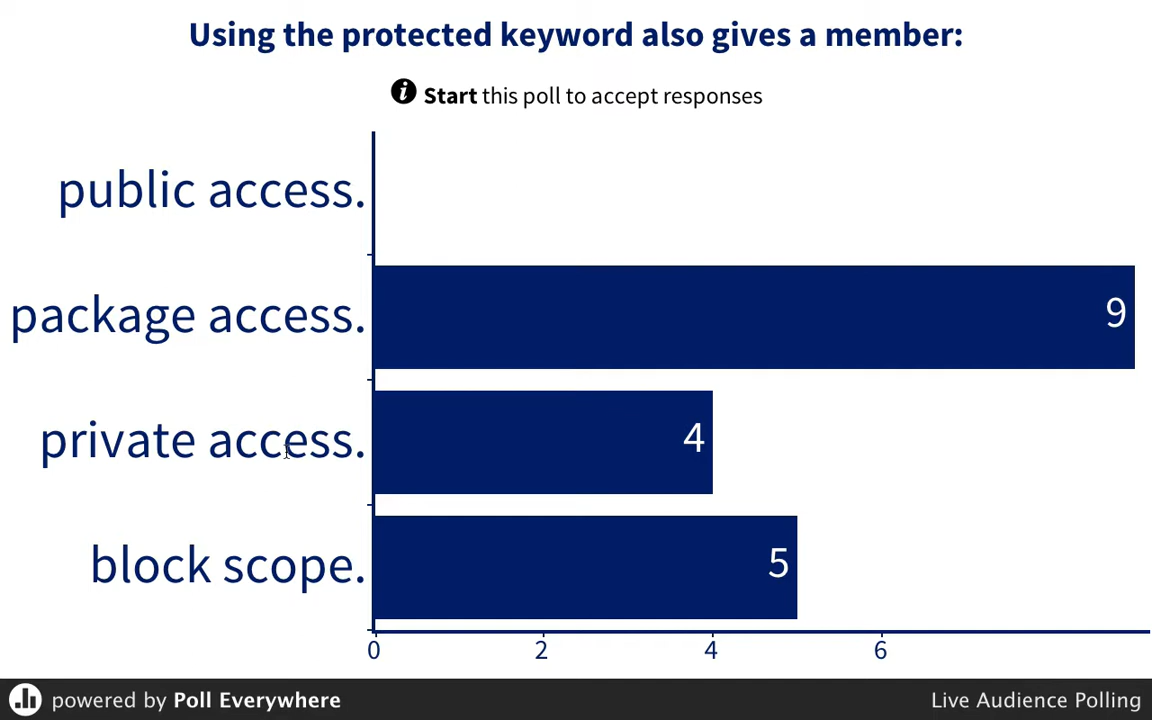 Using the protected keyword also gives a member:
i Start this poll to accept responses
public access.
package access.
9
private access.
4
block scope.
5
0 2 4 6
powered by Poll Everywhere
Live Audience Polling